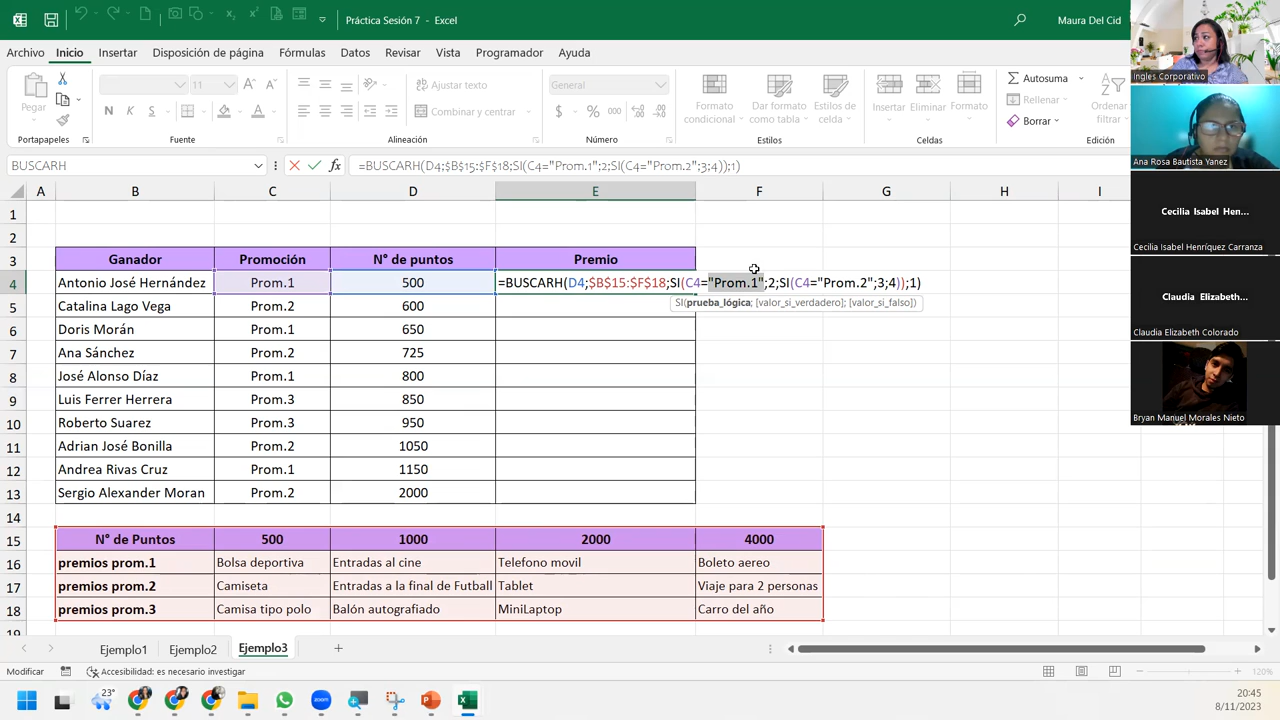 Práctica Sesión 7 - Excel
Maura Del Cid
Archivo Inicio Insertar Disposición de página Fórmulas Datos Revisar Vista Programador Ayuda
Pegar
11
General
Autosuma
ab Ajustar texto
Rellenar
N K S
Combinar y centrar
$ % 000
Formato condicional
Dar formato como tabla
Estilos de celda
Insertar Eliminar Formato
Borrar
Ordenar
Portapapeles Fuente Alineación Número Estilos Celdas Edición
BUSCARH
fx
=BUSCARH(D4;$B$15:$F$18;SI(C4="Prom.1";2;SI(C4="Prom.2";3;4));1)
A B C D E F G H I
1
2
3 Ganador Promoción N° de puntos Premio
4 Antonio José Hernández Prom.1 500 =BUSCARH(D4;$B$15:$F$18;SI(C4="Prom.1";2;SI(C4="Prom.2";3;4));1)
SI(prueba_lógica; [valor_si_verdadero]; [valor_si_falso])
5 Catalina Lago Vega Prom.2 600
6 Doris Morán Prom.1 650
7 Ana Sánchez Prom.2 725
8 José Alonso Díaz Prom.1 800
9 Luis Ferrer Herrera Prom.3 850
10 Roberto Suarez Prom.3 950
11 Adrian José Bonilla Prom.2 1050
12 Andrea Rivas Cruz Prom.1 1150
13 Sergio Alexander Moran Prom.2 2000
14
15 N° de Puntos 500 1000 2000 4000
16 premios prom.1 Bolsa deportiva Entradas al cine Telefono movil Boleto aereo
17 premios prom.2 Camiseta Entradas a la final de Futball Tablet Viaje para 2 personas
18 premios prom.3 Camisa tipo polo Balón autografiado MiniLaptop Carro del año
19
Ejemplo1 Ejemplo2 Ejemplo3
Modificar
Accesibilidad: es necesario investigar
120%
23°
20:45
8/11/2023
Ingles Corporativo
Ana Rosa Bautista Yanez
Cecilia Isabel Hen...
Cecilia Isabel Henríquez Carranza
Claudia Elizabeth...
Claudia Elizabeth Colorado
Bryan Manuel Morales Nieto